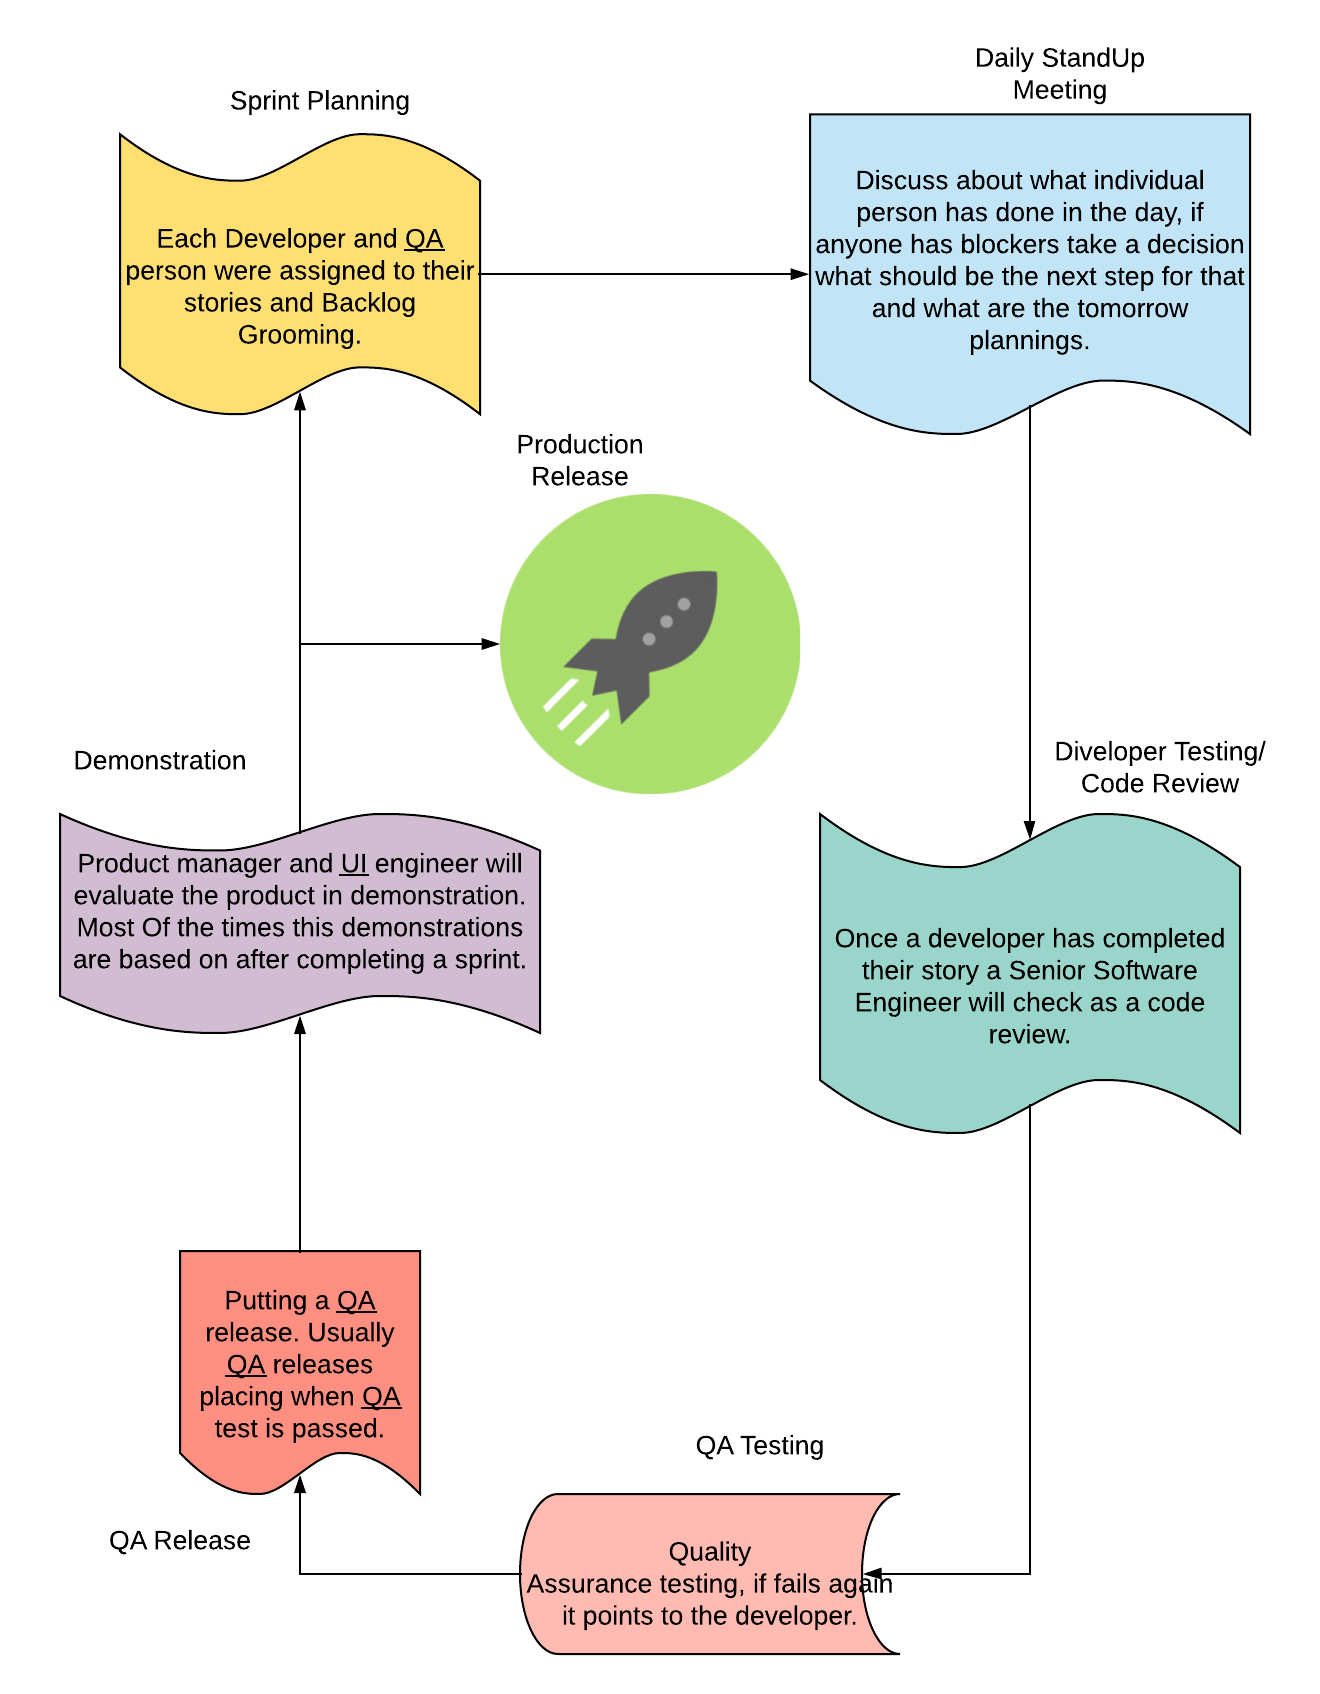 Sprint Planning
Each Developer and QA
person were assigned to their
stories and Backlog
Grooming.
Daily StandUp
Meeting
Discuss about what individual
person has done in the day, if
anyone has blockers take a decision
what should be the next step for that
and what are the tomorrow
plannings.
Production
Release
Diveloper Testing/
Code Review
Once a developer has completed
their story a Senior Software
Engineer will check as a code
review.
QA Testing
Quality
Assurance testing, if fails again
it points to the developer.
QA Release
Putting a QA
release. Usually
QA releases
placing when QA
test is passed.
Demonstration
Product manager and UI engineer will
evaluate the product in demonstration.
Most Of the times this demonstrations
are based on after completing a sprint.